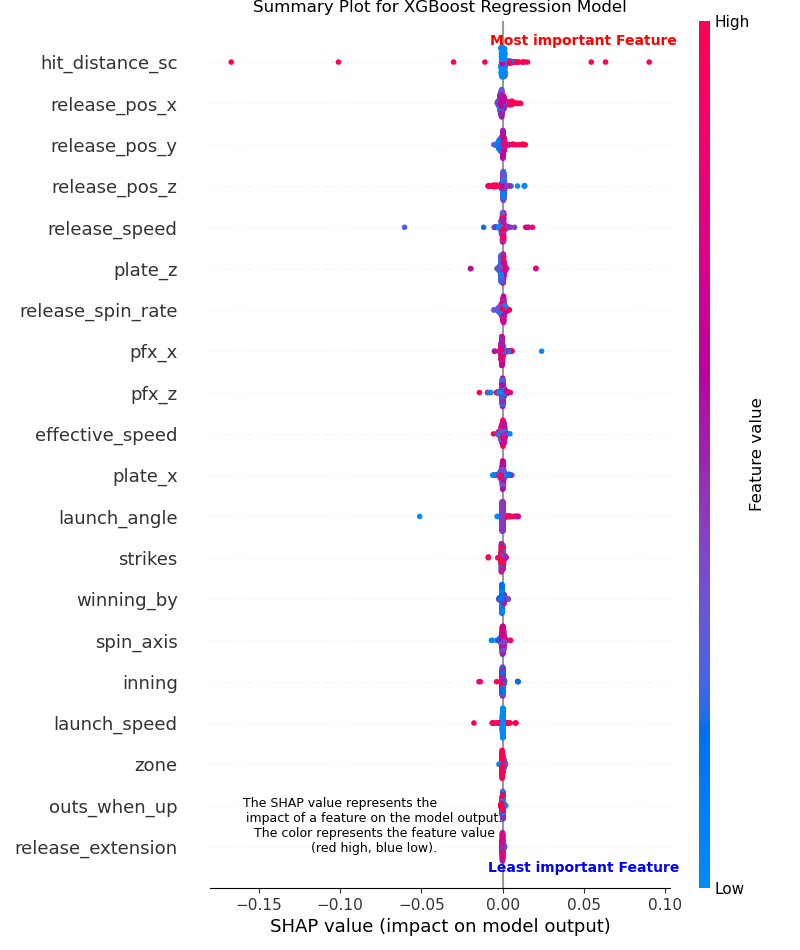 Summary Plot for XGBoost Regression Model
High
Most important Feature
hit_distance_sc
release_pos_x
release_pos_y
release_pos_z
release_speed
plate_z
release_spin_rate
pfx_x
pfx_z
effective_speed
plate_x
launch_angle
strikes
winning_by
spin_axis
inning
launch_speed
zone
outs_when_up
release_extension
The SHAP value represents the
impact of a feature on the model output.
The color represents the feature value
(red high, blue low).
Least important Feature
Feature value
Low
−0.15 −0.10 −0.05 0.00 0.05 0.10
SHAP value (impact on model output)